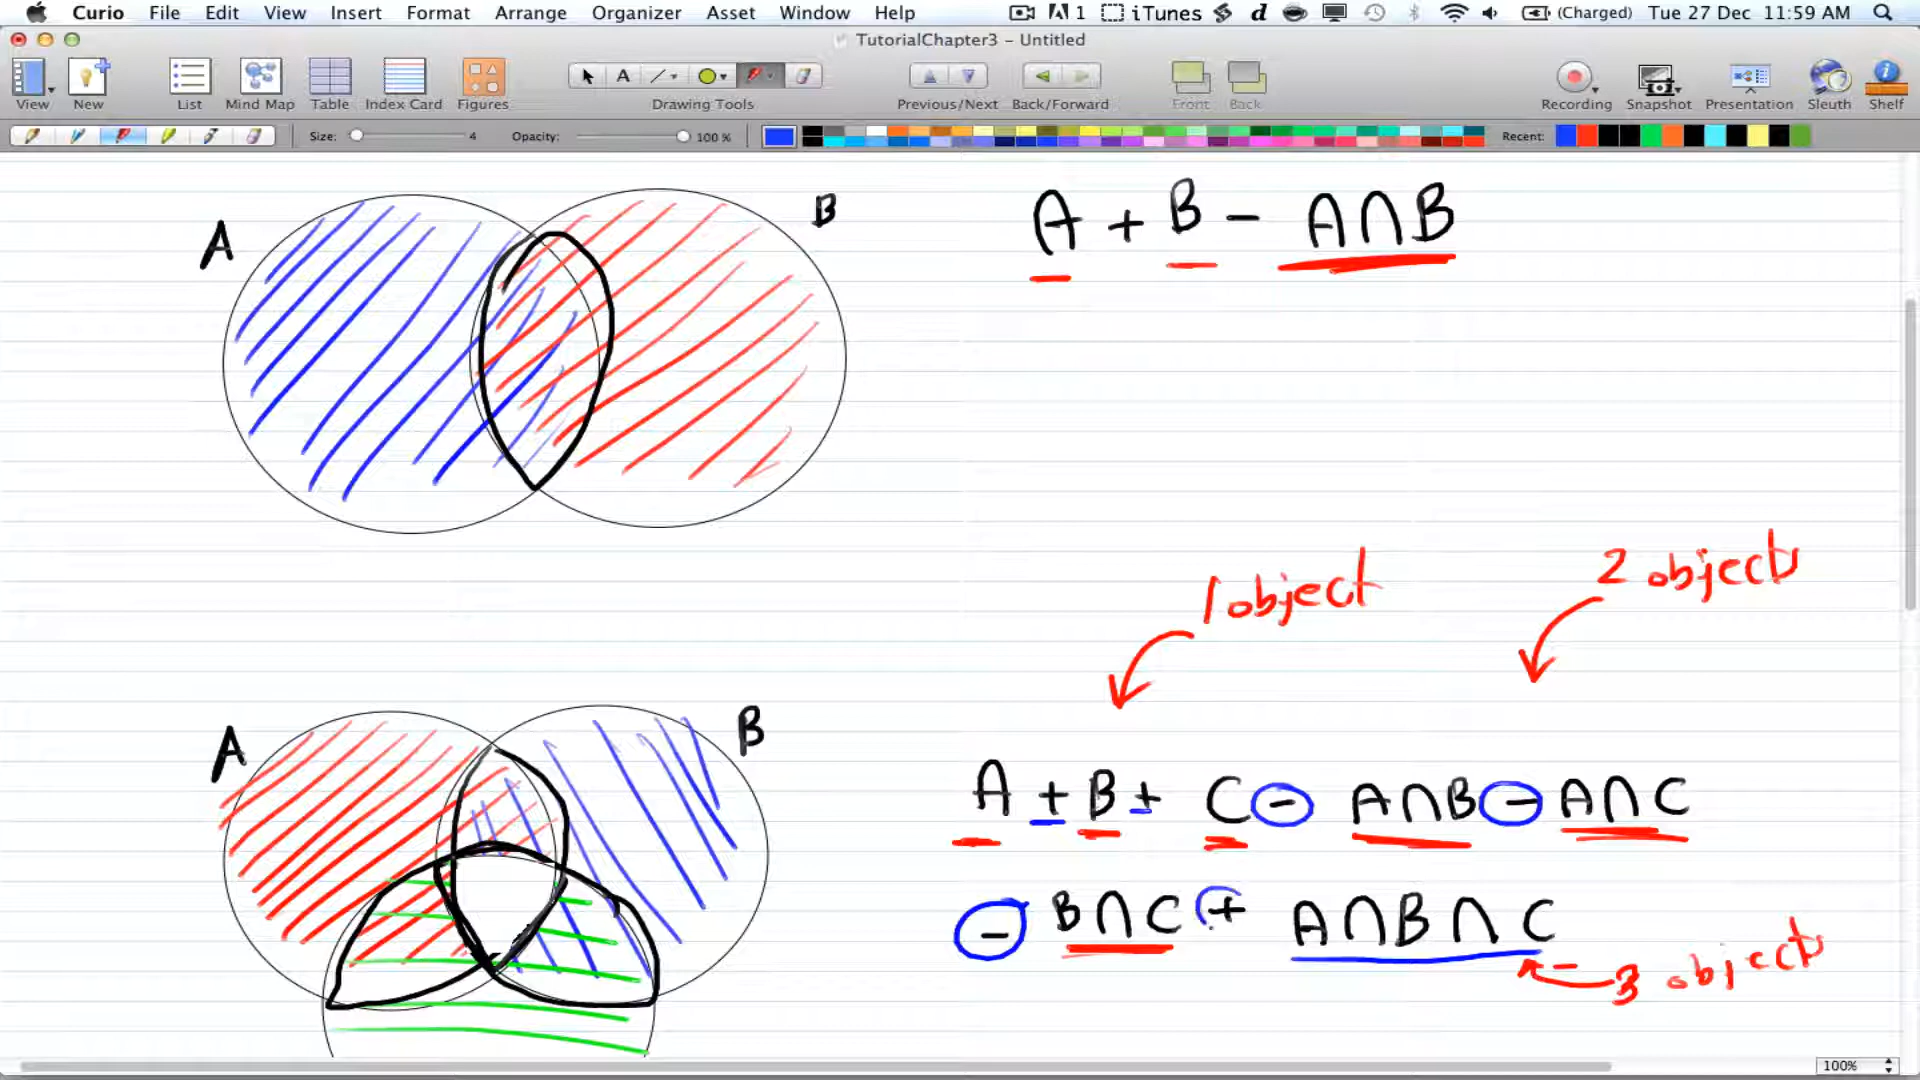 Curio File Edit View Insert Format Arrange Organizer Asset Window Help 1 iTunes d (Charged) Tue 27 Dec 11:59 AM
TutorialChapter3 – Untitled
A
View New List Mind Map Table Index Card Figures Drawing Tools Previous/Next Back/Forward Front Back Recording Snapshot Presentation Sleuth Shelf
Size: 4 Opacity: 100 % Recent:
A B A + B - A∩B
1 object 2 objects
A B A + B + C - A∩B - A∩C
- B∩C + A∩B∩C
3 objects
100%